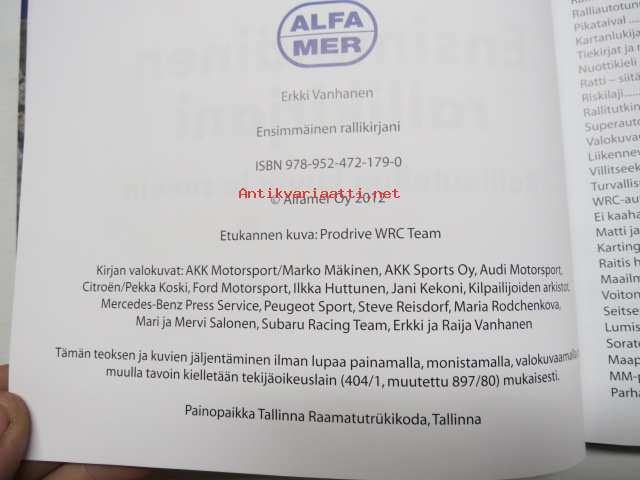 ALFA
MER
Erkki Vanhanen
Ensimmäinen rallikirjani
ISBN 978-952-472-179-0
Antikvariaatti.net
© Alfamer Oy 2012
Etukannen kuva: Prodrive WRC Team
Kirjan valokuvat: AKK Motorsport/Marko Mäkinen, AKK Sports Oy, Audi Motorsport,
Citroën/Pekka Koski, Ford Motorsport, Ilkka Huttunen, Jani Kekoni, Kilpailijoiden arkistot,
Mercedes-Benz Press Service, Peugeot Sport, Steve Reisdorf, Maria Rodchenkova,
Mari ja Mervi Salonen, Subaru Racing Team, Erkki ja Raija Vanhanen
Tämän teoksen ja kuvien jäljentäminen ilman lupaa painamalla, monistamalla, valokuvaamalla
muulla tavoin kielletään tekijäoikeuslain (404/1, muutettu 897/80) mukaisesti.
Painopaikka Tallinna Raamatutrükikoda, Tallinna
Ralliautotun
Pikataival
Kartanlukija
Tiekirjat ja
Nuottikieli
Ratti – siitä
Riskilaji
Rallitutkin
Superauto
Valokuvau
Liikennev
Villitseek
Turvallis
WRC-au
Ei kaaha
Matti ja
Karting
Raitis h
Maailm
Voiton
Seitse
Lumis
Sorat
Maap
MM-p
Parha